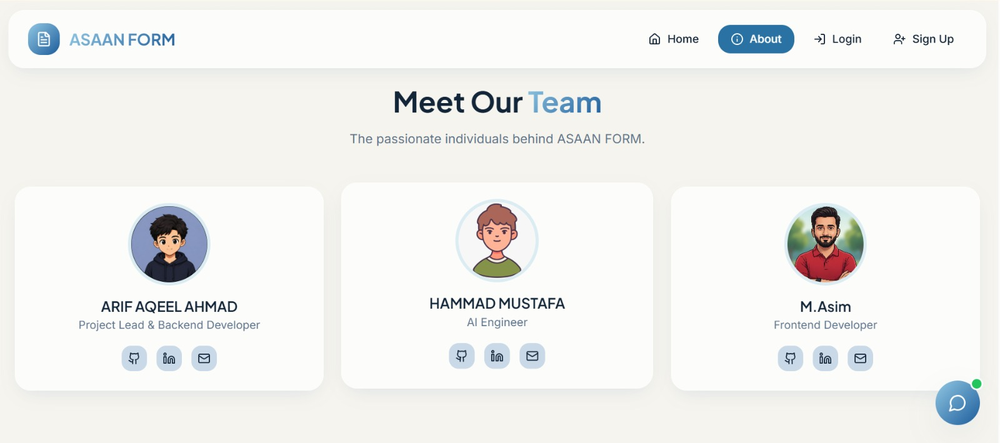 ASAAN FORM
Home
About
Login
Sign Up
Meet Our Team
The passionate individuals behind ASAAN FORM.
ARIF AQEEL AHMAD
Project Lead & Backend Developer
HAMMAD MUSTAFA
AI Engineer
M.Asim
Frontend Developer